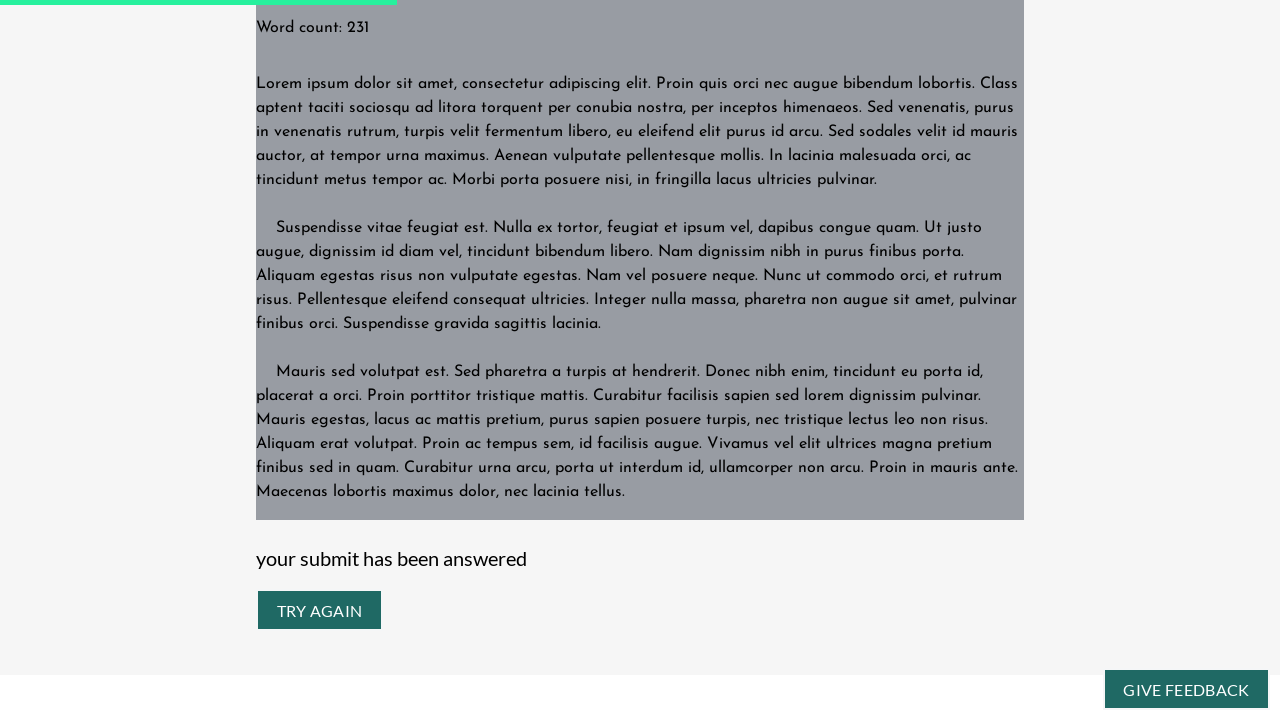 Word count: 231
Lorem ipsum dolor sit amet, consectetur adipiscing elit. Proin quis orci nec augue bibendum lobortis. Class
aptent taciti sociosqu ad litora torquent per conubia nostra, per inceptos himenaeos. Sed venenatis, purus
in venenatis rutrum, turpis velit fermentum libero, eu eleifend elit purus id arcu. Sed sodales velit id mauris
auctor, at tempor urna maximus. Aenean vulputate pellentesque mollis. In lacinia malesuada orci, ac
tincidunt metus tempor ac. Morbi porta posuere nisi, in fringilla lacus ultricies pulvinar.
Suspendisse vitae feugiat est. Nulla ex tortor, feugiat et ipsum vel, dapibus congue quam. Ut justo
augue, dignissim id diam vel, tincidunt bibendum libero. Nam dignissim nibh in purus finibus porta.
Aliquam egestas risus non vulputate egestas. Nam vel posuere neque. Nunc ut commodo orci, et rutrum
risus. Pellentesque eleifend consequat ultricies. Integer nulla massa, pharetra non augue sit amet, pulvinar
finibus orci. Suspendisse gravida sagittis lacinia.
Mauris sed volutpat est. Sed pharetra a turpis at hendrerit. Donec nibh enim, tincidunt eu porta id,
placerat a orci. Proin porttitor tristique mattis. Curabitur facilisis sapien sed lorem dignissim pulvinar.
Mauris egestas, lacus ac mattis pretium, purus sapien posuere turpis, nec tristique lectus leo non risus.
Aliquam erat volutpat. Proin ac tempus sem, id facilisis augue. Vivamus vel elit ultrices magna pretium
finibus sed in quam. Curabitur urna arcu, porta ut interdum id, ullamcorper non arcu. Proin in mauris ante.
Maecenas lobortis maximus dolor, nec lacinia tellus.
your submit has been answered
TRY AGAIN
GIVE FEEDBACK